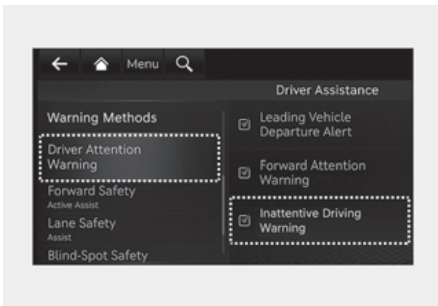 Menu
Driver Assistance
Warning Methods
Driver Attention
Warning
Forward Safety
Active Assist
Lane Safety
Assist
Blind-Spot Safety
Leading Vehicle
Departure Alert
Forward Attention
Warning
Inattentive Driving
Warning